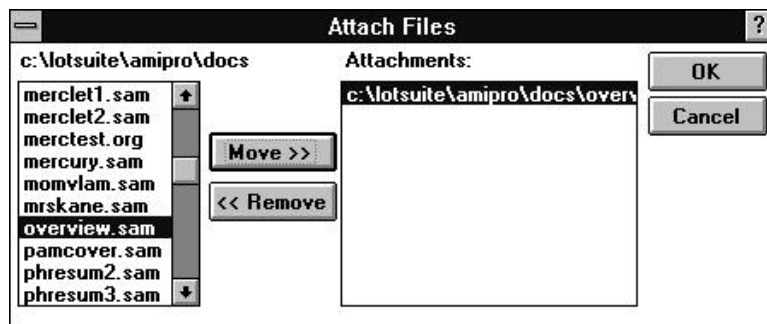 Attach Files
?
c:\lotsuite\amipro\docs
merclet1.sam
merclet2.sam
merctest.org
mercury.sam
momvlam.sam
mrskane.sam
overview.sam
pamcover.sam
phresum2.sam
phresum3.sam
Move >>
<< Remove
Attachments:
c:\lotsuite\amipro\docs\overv
OK
Cancel